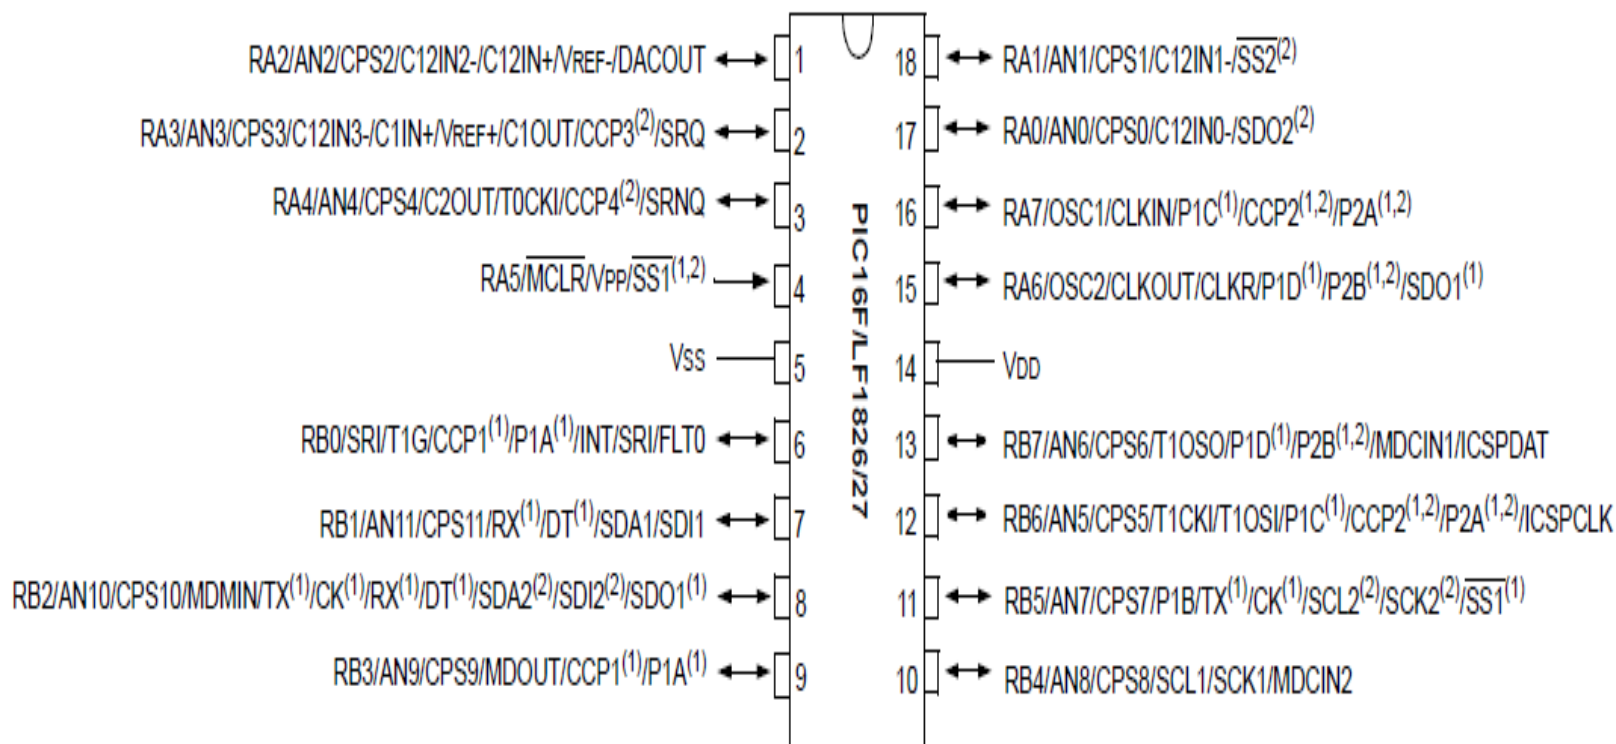 RA2/AN2/CPS2/C12IN2-/C12IN+/VREF-/DACOUT 1
RA3/AN3/CPS3/C12IN3-/C1IN+/VREF+/C1OUT/CCP3(2)/SRQ 2
RA4/AN4/CPS4/C2OUT/T0CKI/CCP4(2)/SRNQ 3
RA5/MCLR/VPP/SS1(1,2) 4
VSS 5
RB0/SRI/T1G/CCP1(1)/P1A(1)/INT/SRI/FLT0 6
RB1/AN11/CPS11/RX(1)/DT(1)/SDA1/SDI1 7
RB2/AN10/CPS10/MDMIN/TX(1)/CK(1)/RX(1)/DT(1)/SDA2(2)/SDI2(2)/SDO1(1) 8
RB3/AN9/CPS9/MDOUT/CCP1(1)/P1A(1) 9
PIC16F/LF1826/27
18 RA1/AN1/CPS1/C12IN1-/SS2(2)
17 RA0/AN0/CPS0/C12IN0-/SDO2(2)
16 RA7/OSC1/CLKIN/P1C(1)/CCP2(1,2)/P2A(1,2)
15 RA6/OSC2/CLKOUT/CLKR/P1D(1)/P2B(1,2)/SDO1(1)
14 VDD
13 RB7/AN6/CPS6/T1OSO/P1D(1)/P2B(1,2)/MDCIN1/ICSPDAT
12 RB6/AN5/CPS5/T1CKI/T1OSI/P1C(1)/CCP2(1,2)/P2A(1,2)/ICSPCLK
11 RB5/AN7/CPS7/P1B/TX(1)/CK(1)/SCL2(2)/SCK2(2)/SS1(1)
10 RB4/AN8/CPS8/SCL1/SCK1/MDCIN2